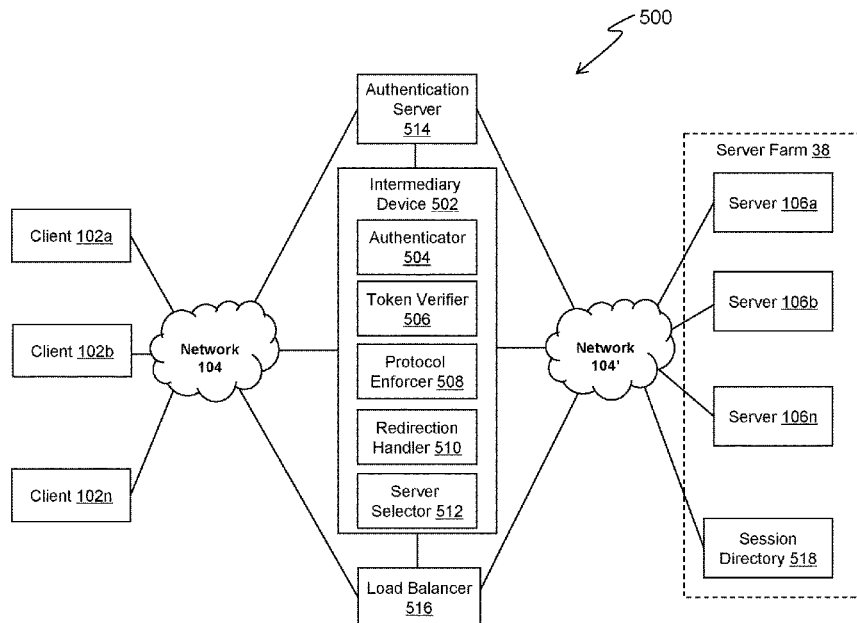 500
Authentication
Server
514
Intermediary
Device 502
Authenticator
504
Token Verifier
506
Protocol
Enforcer 508
Redirection
Handler 510
Server
Selector 512
Load Balancer
516
Client 102a
Client 102b
Client 102n
Network
104
Network
104'
Server Farm 38
Server 106a
Server 106b
Server 106n
Session
Directory 518